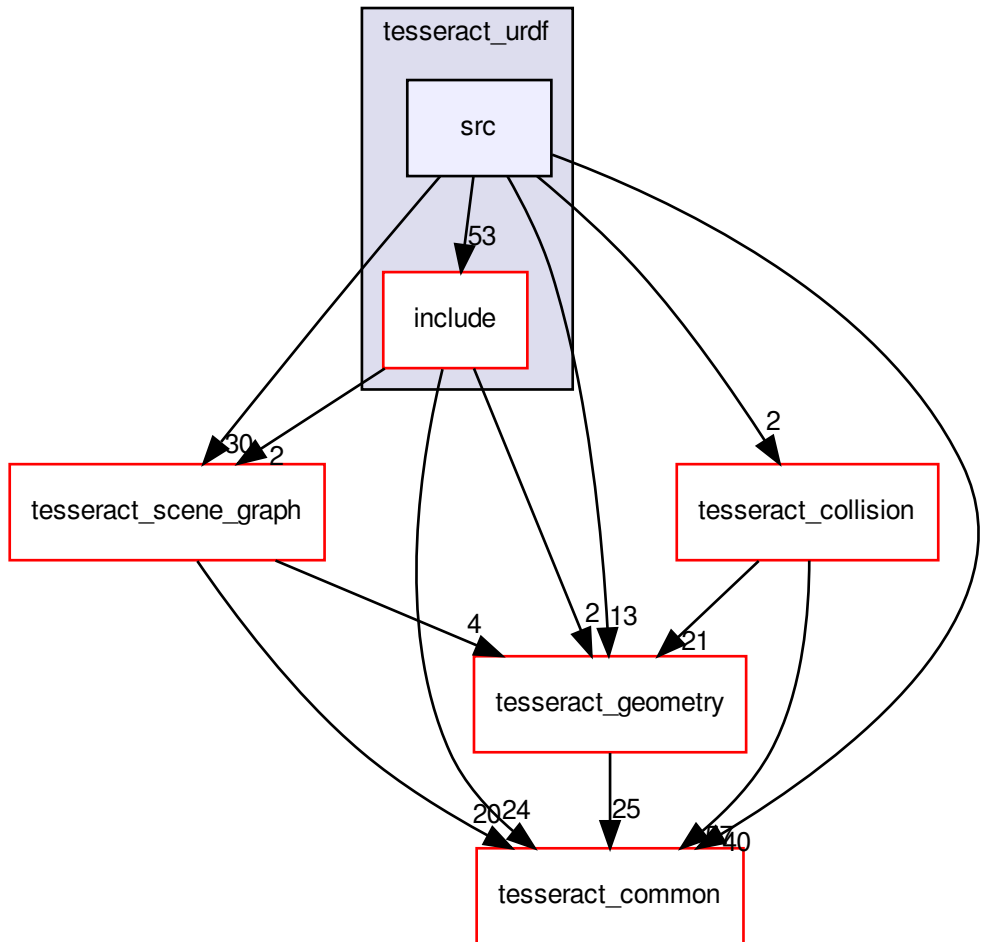 tesseract_urdf
src
53
include
30
2
2
tesseract_scene_graph
tesseract_collision
4
2
13
21
tesseract_geometry
20
24
25
40
tesseract_common